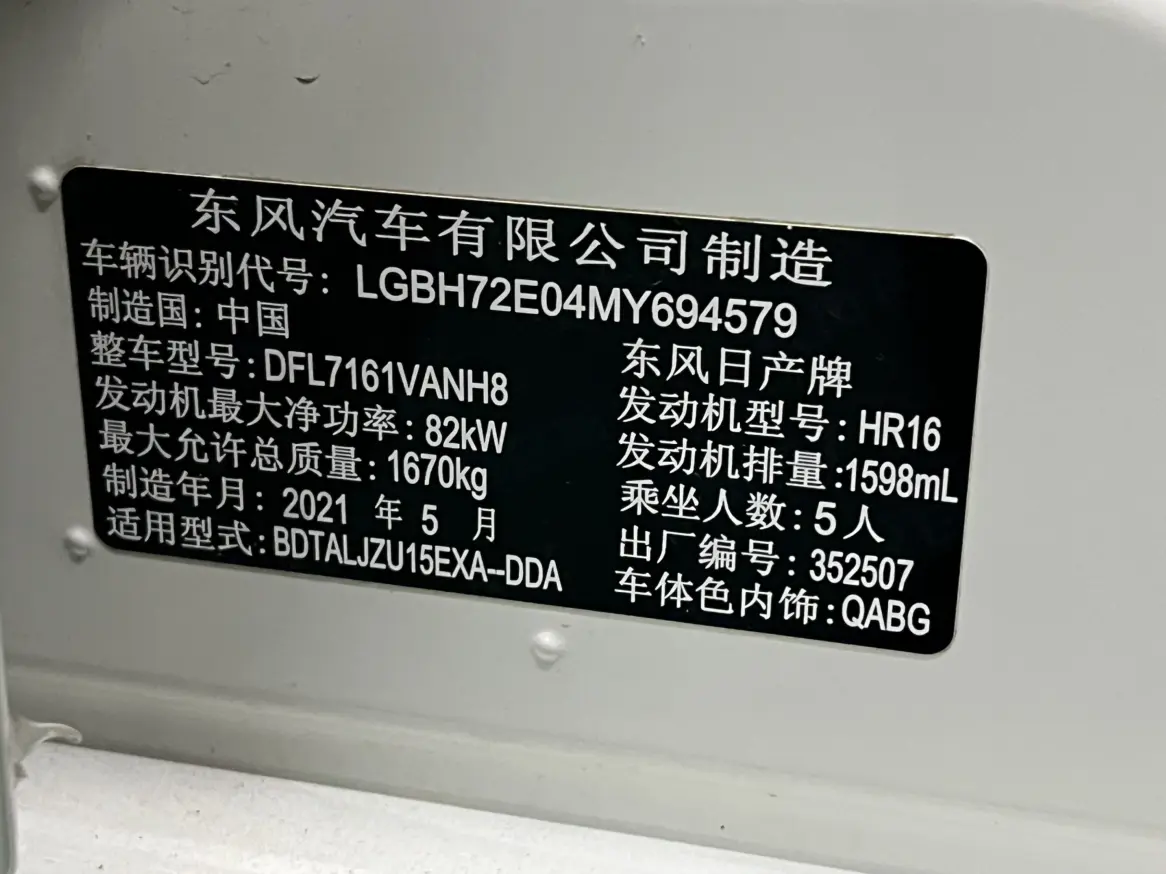 东风汽车有限公司制造
车辆识别代号: LGBH72E04MY694579
制造国: 中国
东风日产牌
整车型号: DFL7161VANH8
发动机型号: HR16
发动机最大净功率: 82kW
发动机排量: 1598mL
最大允许总质量: 1670kg
乘坐人数: 5人
制造年月: 2021 年 5 月
出厂编号: 352507
适用型式: BDTALJZU15EXA--DDA
车体色内饰: QABG